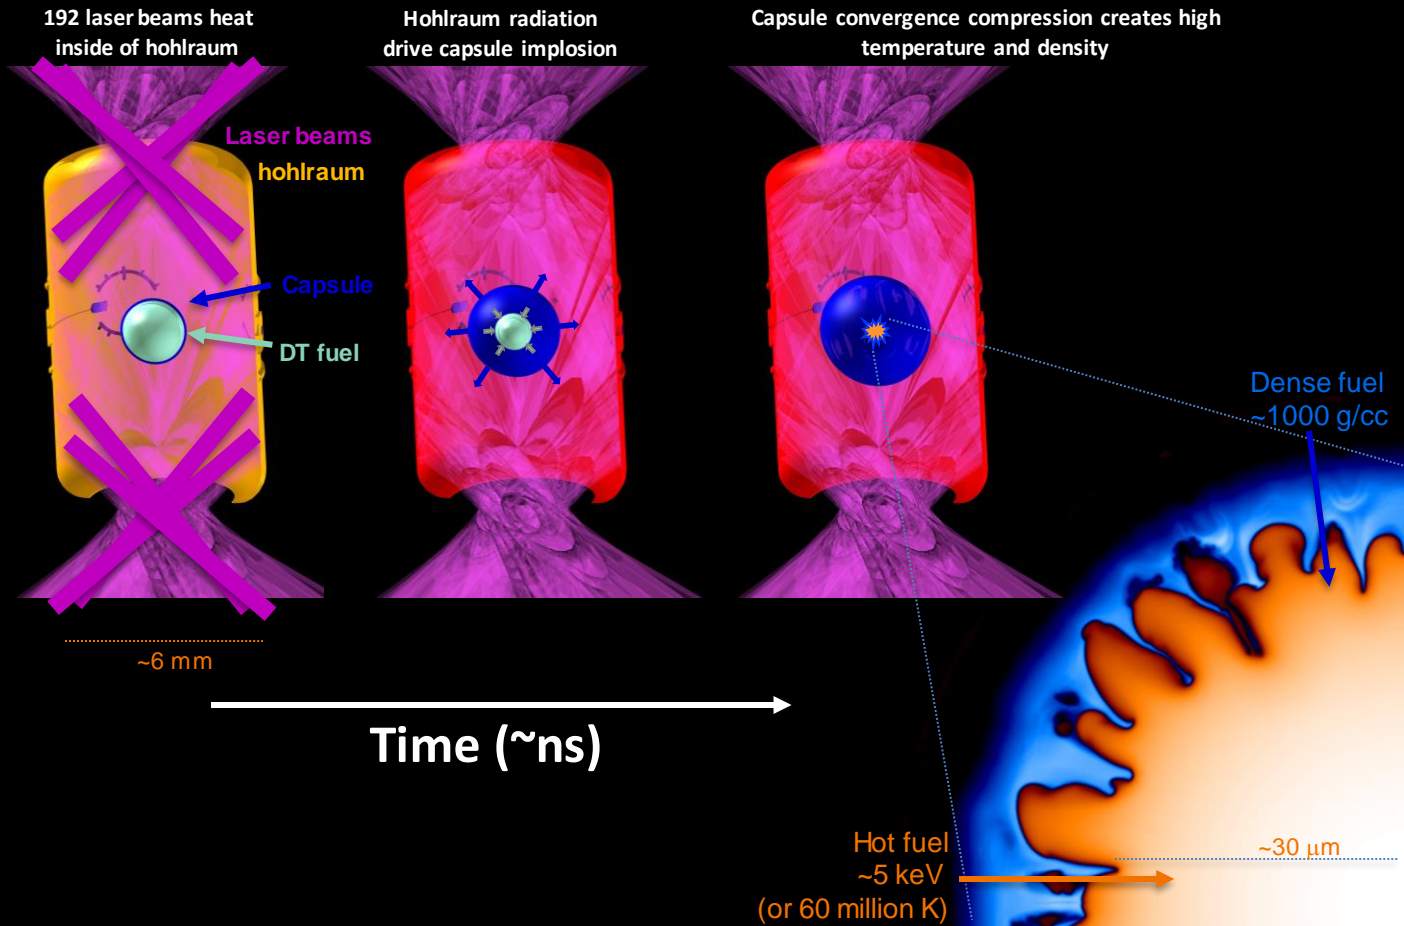 192 laser beams heat
inside of hohlraum
Hohlraum radiation
drive capsule implosion
Capsule convergence compression creates high
temperature and density
Laser beams
hohlraum
Capsule
DT fuel
Dense fuel
~1000 g/cc
~6 mm
Time (~ns)
Hot fuel
~5 keV
(or 60 million K)
~30 μm